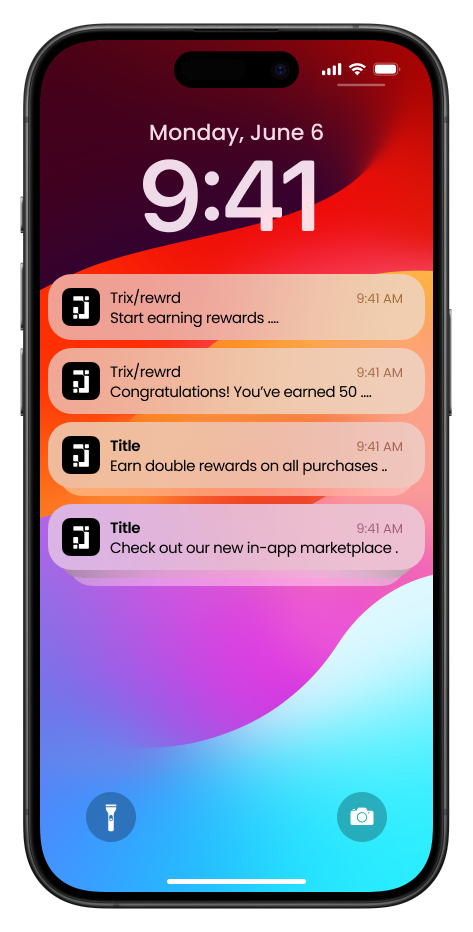 Monday, June 6
9:41
Trix/rewrd
9:41 AM
Start earning rewards ....
Trix/rewrd
9:41 AM
Congratulations! You’ve earned 50 ....
Title
9:41 AM
Earn double rewards on all purchases ..
Title
9:41 AM
Check out our new in-app marketplace .